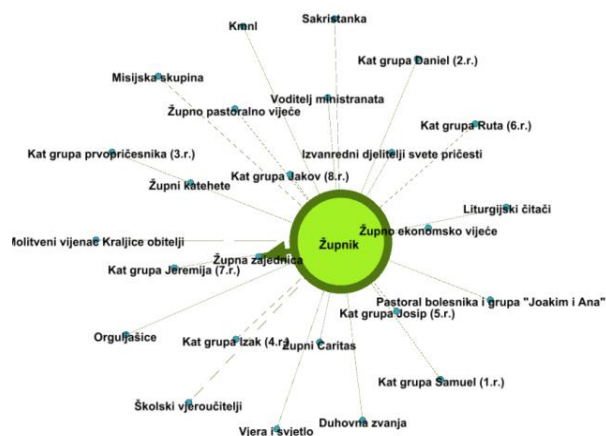 Sakristanka
Kmnl
Kat grupa Daniel (2.r.)
Misijska skupina
Voditelj ministranata
Župno pastoralno vijeće
Kat grupa Ruta (6.r.)
Kat grupa prvopričesnika (3.r.)
Izvanredni djelitelji svete pričesti
Kat grupa Jakov (8.r.)
Župni katehete
Liturgijski čitači
Župno ekonomsko vijeće
Molitveni vijenac Kraljice obitelji
Župnik
Župna zajednica
Kat grupa Jeremija (7.r.)
Pastoral bolesnika i grupa "Joakim i Ana"
Kat grupa Josip (5.r.)
Orguljašice
Kat grupa Izak (4.r.)
Župni Caritas
Kat grupa Samuel (1.r.)
Školski vjeroučitelji
Duhovna zvanja
Vjera i svjetlo